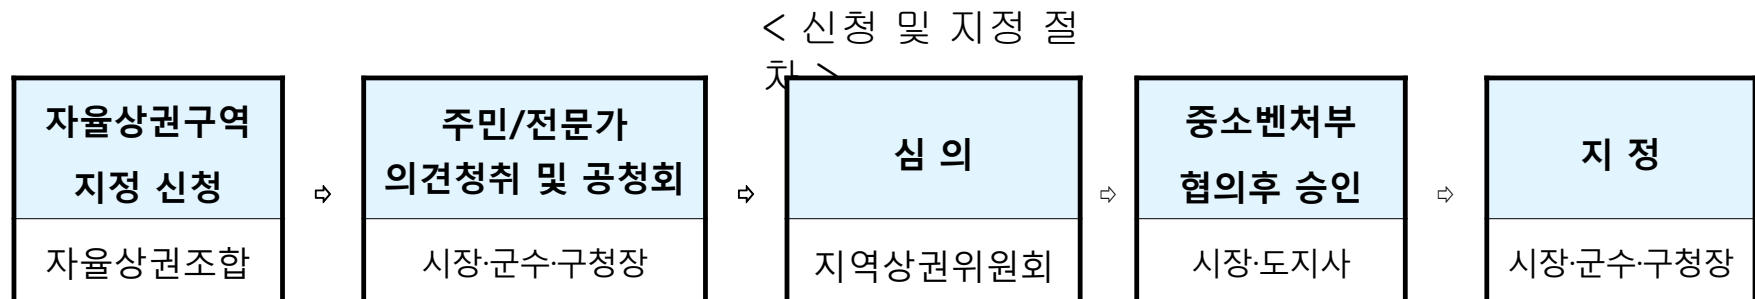 < 신청 및 지정 절
차 >
자율상권구역
지정 신청
자율상권조합
⇨
주민/전문가
의견청취 및 공청회
시장·군수·구청장
⇨
심 의
지역상권위원회
⇨
중소벤처부
협의후 승인
시장·도지사
⇨
지 정
시장·군수·구청장